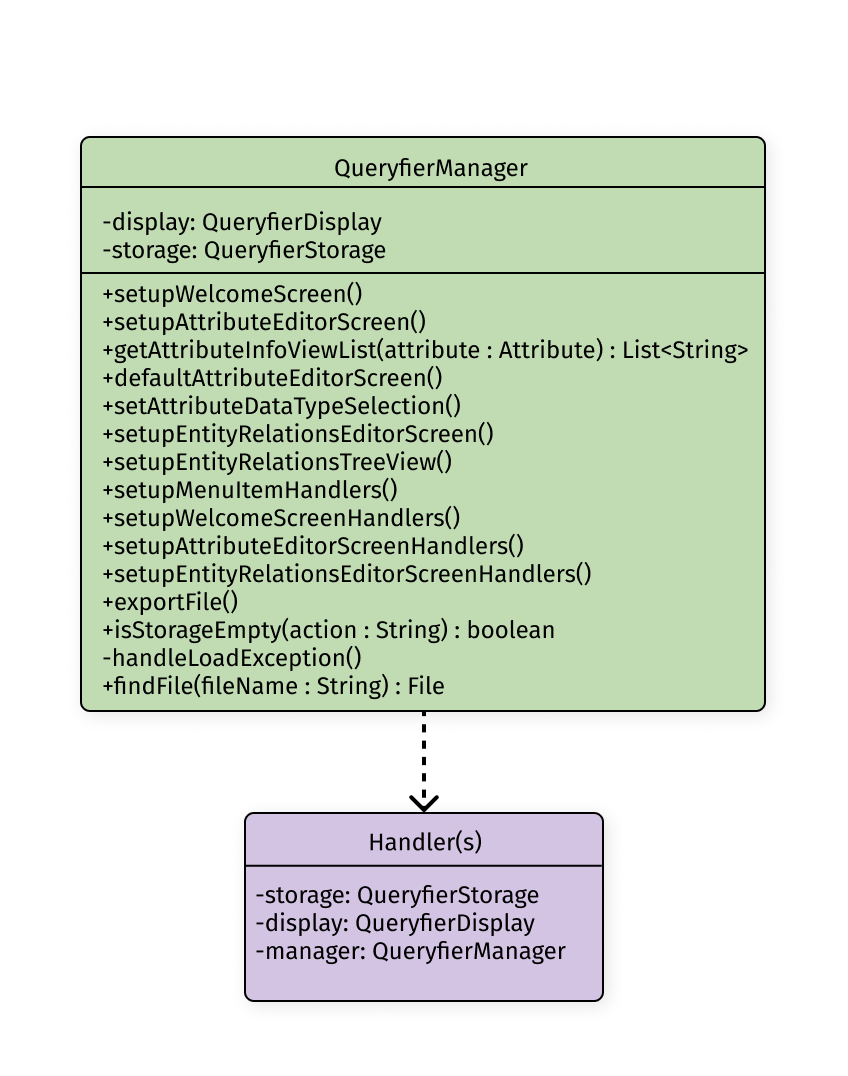 QueryfierManager
-display: QueryfierDisplay
-storage: QueryfierStorage
+setupWelcomeScreen()
+setupAttributeEditorScreen()
+getAttributeInfoViewList(attribute : Attribute) : List<String>
+defaultAttributeEditorScreen()
+setAttributeDataTypeSelection()
+setupEntityRelationsEditorScreen()
+setupEntityRelationsTreeView()
+setupMenuItemHandlers()
+setupWelcomeScreenHandlers()
+setupAttributeEditorScreenHandlers()
+setupEntityRelationsEditorScreenHandlers()
+exportFile()
+isStorageEmpty(action : String) : boolean
-handleLoadException()
+findFile(fileName : String) : File
Handler(s)
-storage: QueryfierStorage
-display: QueryfierDisplay
-manager: QueryfierManager